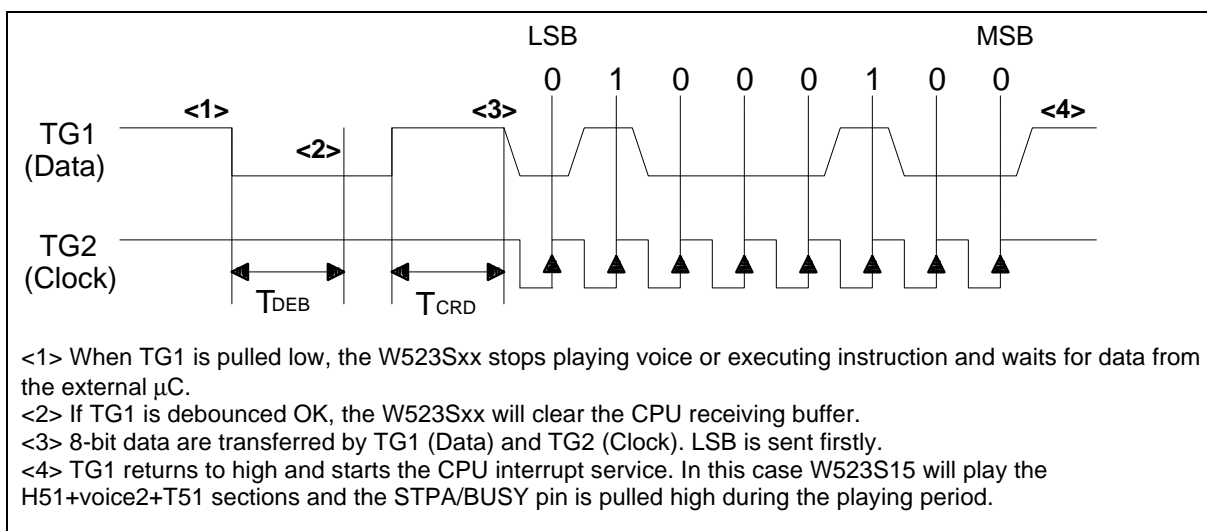 LSB MSB
0 1 0 0 0 1 0 0
<1> <3> <4>
TG1
(Data)
<2>
TG2
(Clock)
TDEB TCRD
<1> When TG1 is pulled low, the W523Sxx stops playing voice or executing instruction and waits for data from
the external μC.
<2> If TG1 is debounced OK, the W523Sxx will clear the CPU receiving buffer.
<3> 8-bit data are transferred by TG1 (Data) and TG2 (Clock). LSB is sent firstly.
<4> TG1 returns to high and starts the CPU interrupt service. In this case W523S15 will play the
H51+voice2+T51 sections and the STPA/BUSY pin is pulled high during the playing period.